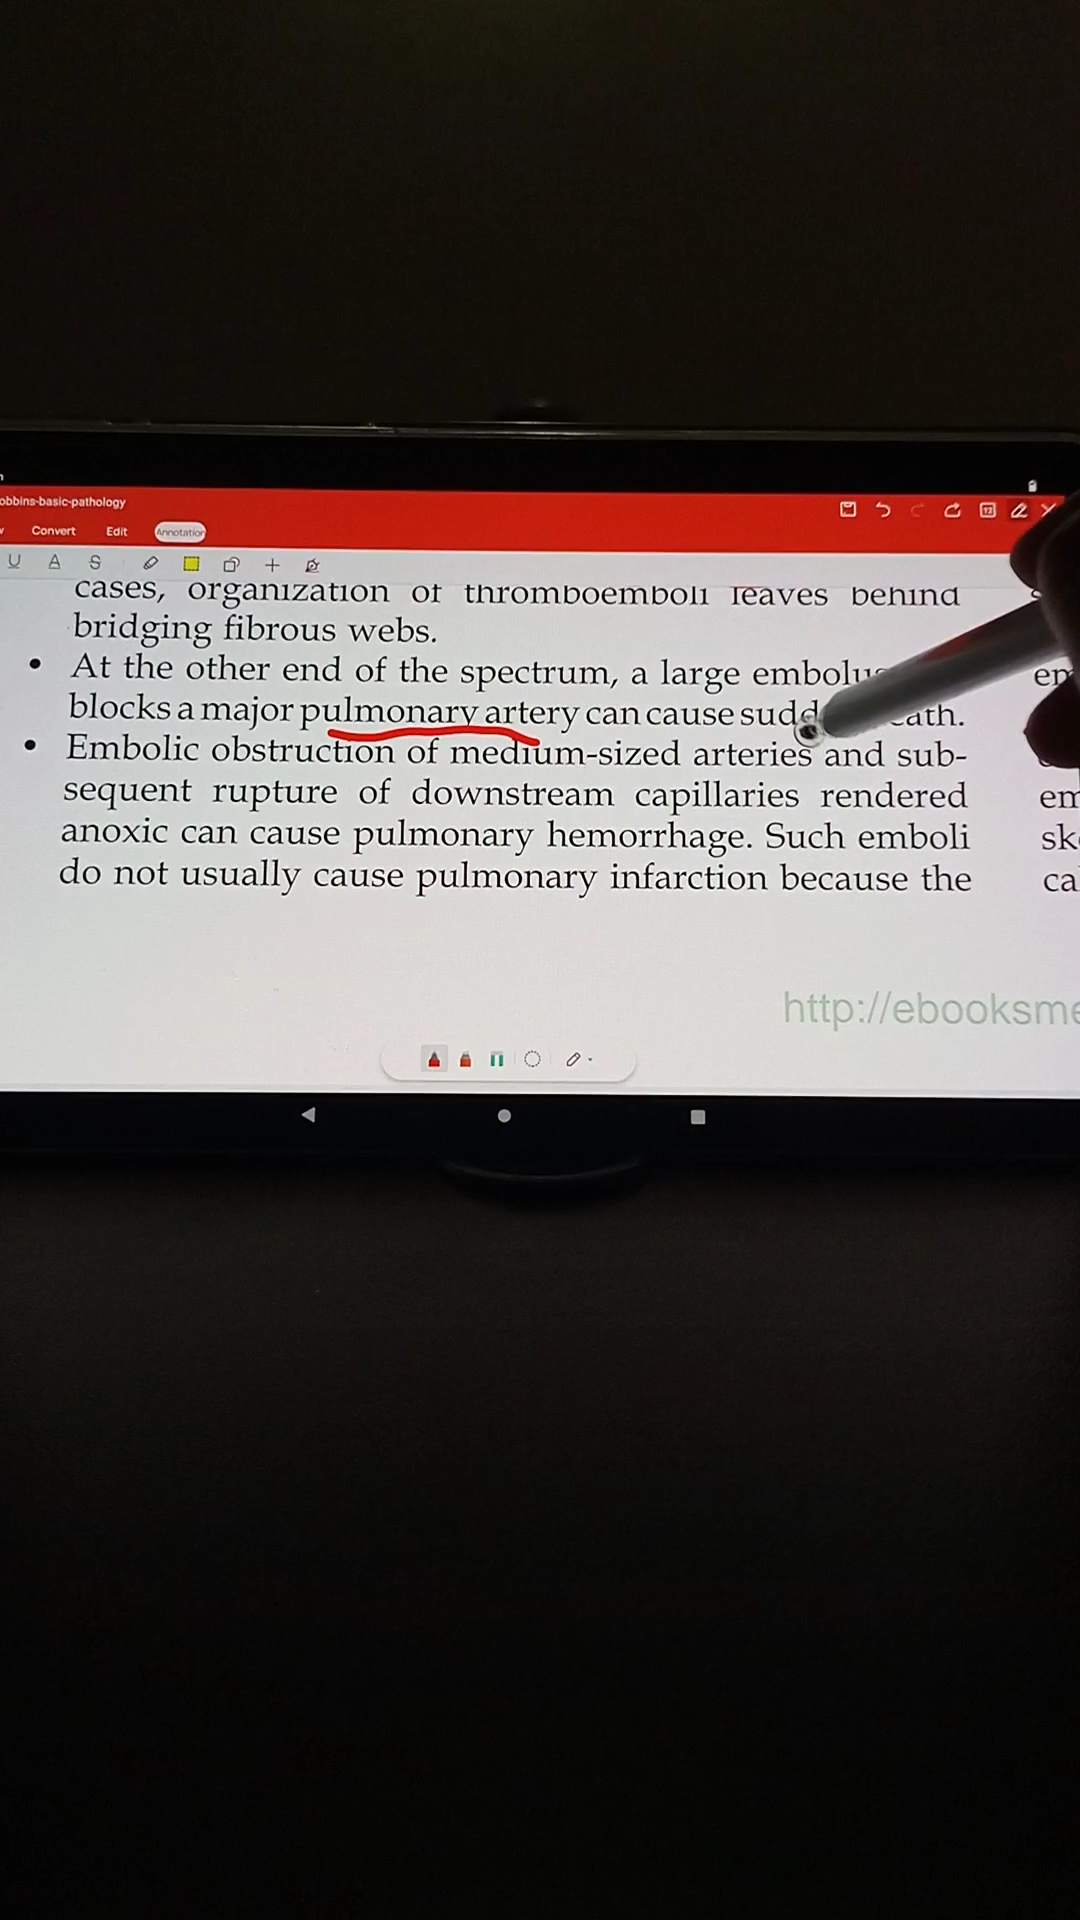 obbins-basic-pathology
Convert Edit Annotation
U A S
cases, organization of thromboemboli leaves behind
bridging fibrous webs.
• At the other end of the spectrum, a large
blocks a major pulmonary artery can cause
• Embolic obstruction of medium-sized arteries and sub-
sequent rupture of downstream capillaries rendered
anoxic can cause pulmonary hemorrhage. Such emboli
do not usually cause pulmonary infarction because the
em
sk
ca
http://ebooksme